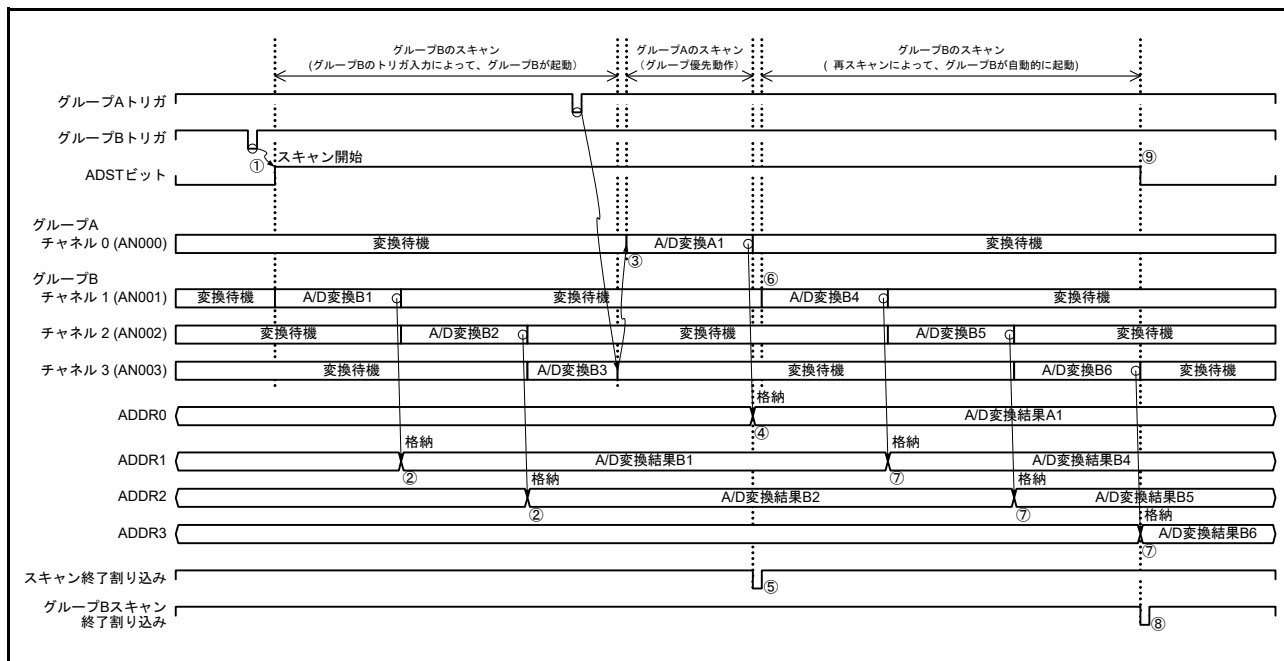 グループBのスキャン
(グループBのトリガ入力によって、グループBが起動)
グループAのスキャン
(グループ優先動作)
グループBのスキャン
( 再スキャンによって、グループBが自動的に起動)
グループAトリガ
グループBトリガ
① スキャン開始
⑨
ADSTビット
グループA
チャネル 0 (AN000) 変換待機 A/D変換A1 変換待機
③
グループB
⑥
チャネル 1 (AN001) 変換待機 A/D変換B1 変換待機 A/D変換B4 変換待機
チャネル 2 (AN002) 変換待機 A/D変換B2 変換待機 A/D変換B5 変換待機
チャネル 3 (AN003) 変換待機 A/D変換B3 変換待機 A/D変換B6 変換待機
格納
ADDR0 A/D変換結果A1
④
格納 格納
ADDR1 A/D変換結果B1 A/D変換結果B4
② ⑦
格納 格納
ADDR2 A/D変換結果B2 A/D変換結果B5
② ⑦
格納
ADDR3 A/D変換結果B6
⑦
スキャン終了割り込み
⑤
グループBスキャン
終了割り込み
⑧